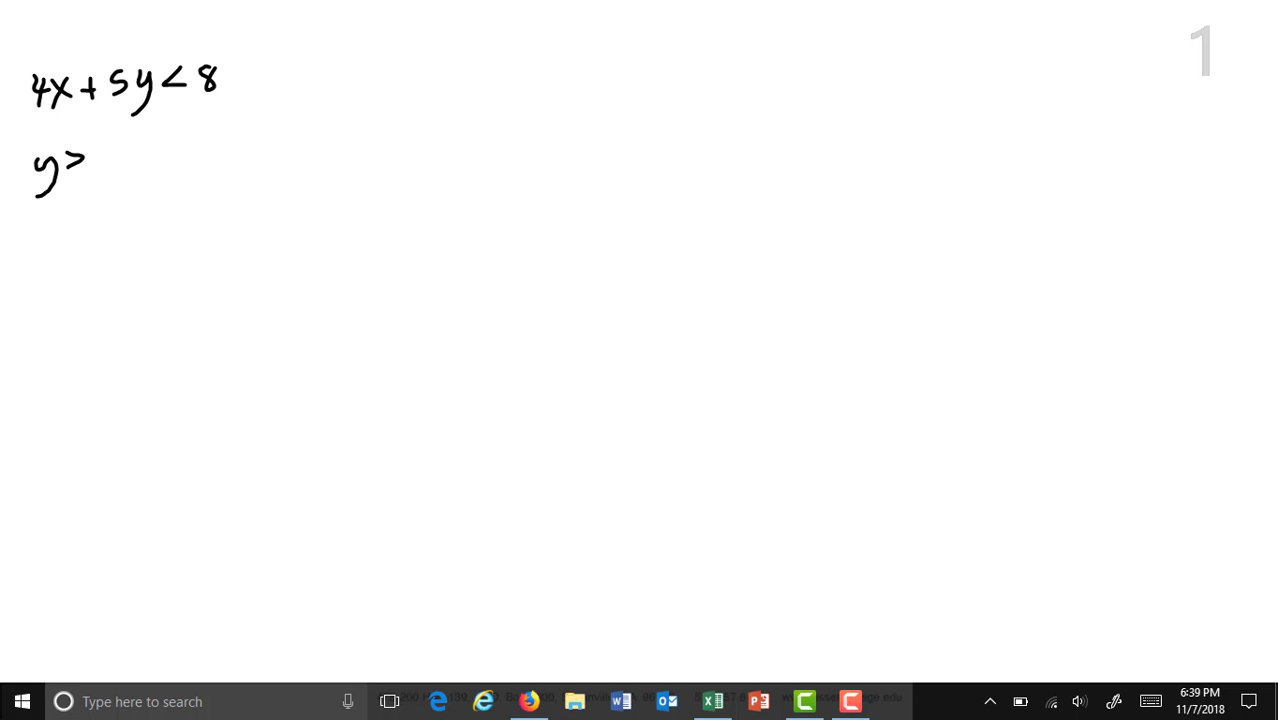 1
4x + 5y < 8
y >
Type here to search
6:39 PM
11/7/2018